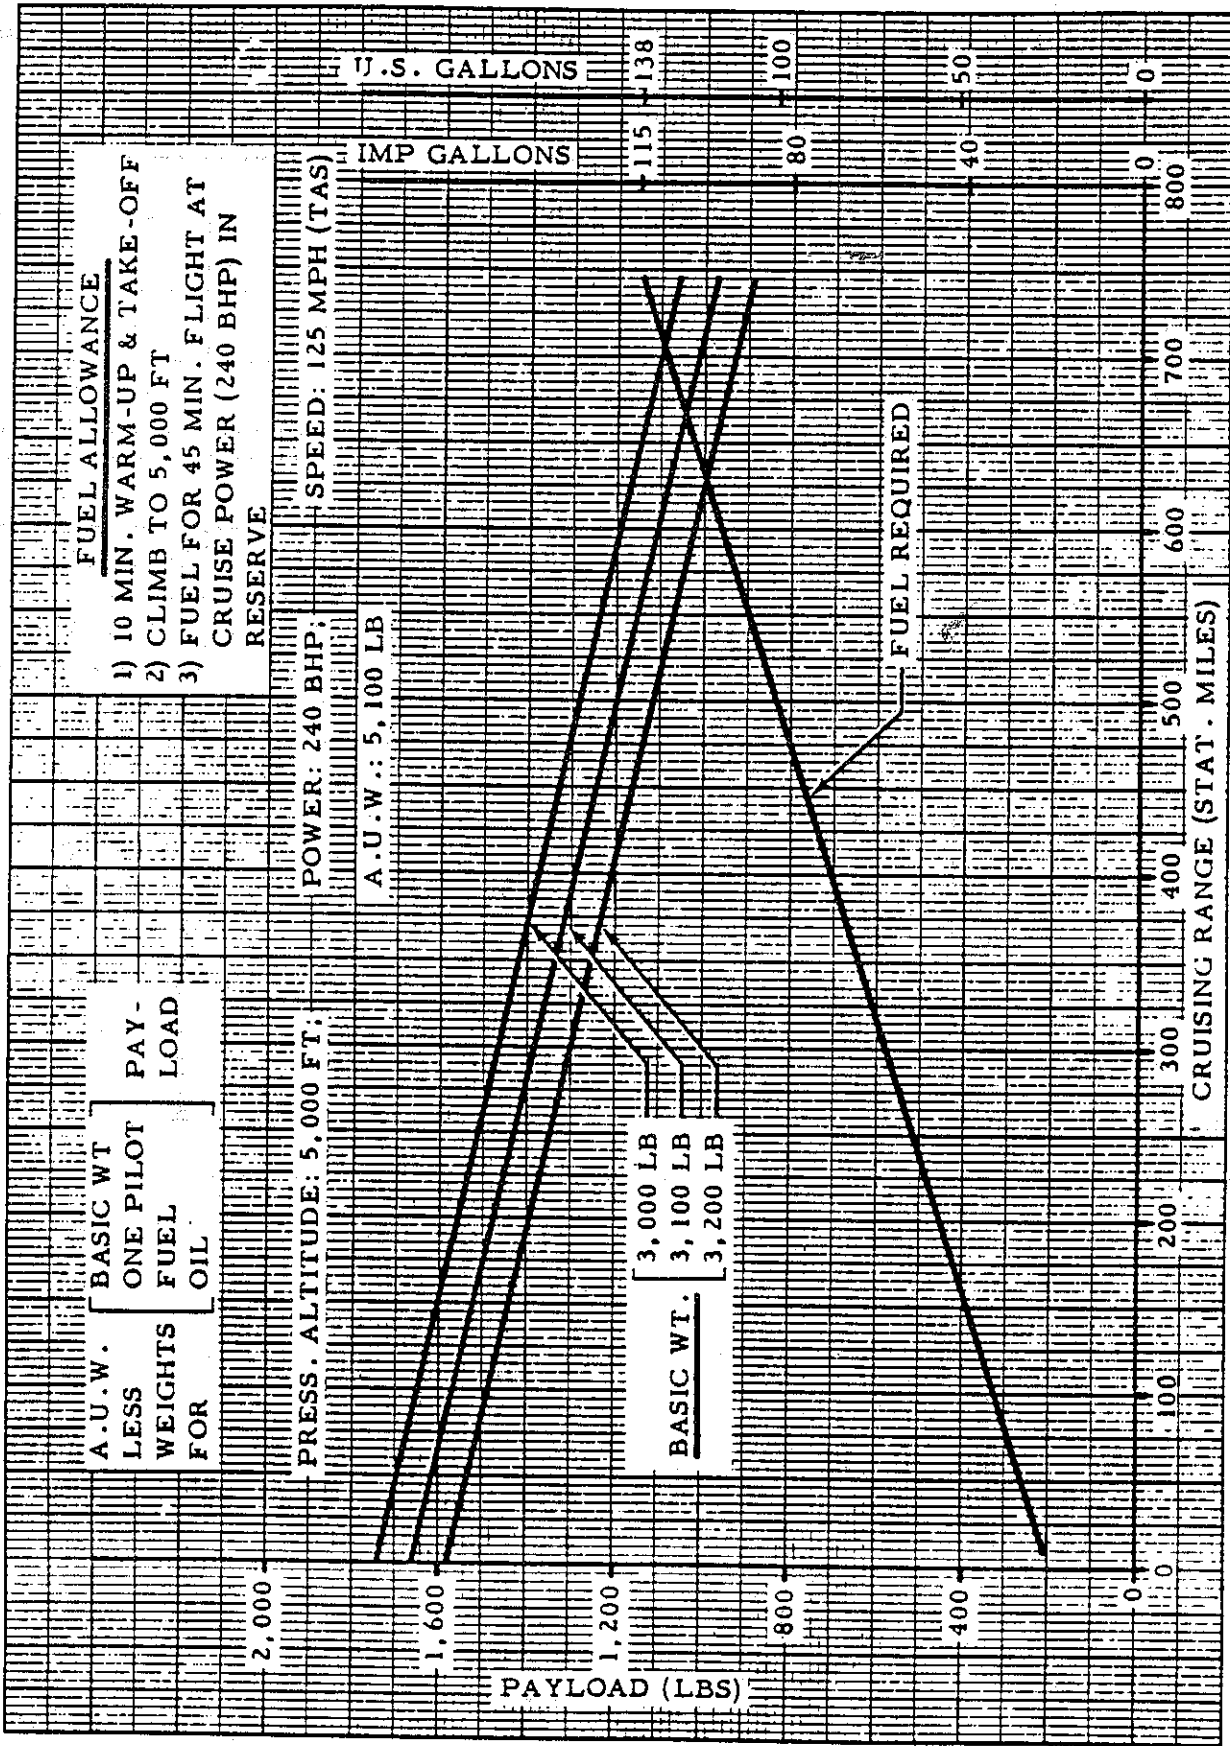 A.U.W. LESS WEIGHTS FOR
BASIC WT
ONE PILOT
FUEL
OIL
PAY-
LOAD
FUEL ALLOWANCE
1) 10 MIN. WARM-UP & TAKE-OFF
2) CLIMB TO 5,000 FT
3) FUEL FOR 45 MIN. FLIGHT AT
CRUISE POWER (240 BHP) IN
RESERVE
PRESS. ALTITUDE: 5,000 FT; POWER: 240 BHP; SPEED: 125 MPH (TAS)
A.U.W.: 5,100 LB
U.S. GALLONS
138
100
50
0
IMP GALLONS
115
80
40
0
PAYLOAD (LBS)
2,000
1,600
1,200
800
400
0
BASIC WT.
3,000 LB
3,100 LB
3,200 LB
FUEL REQUIRED
0 100 200 300 400 500 600 700 800
CRUISING RANGE (STAT. MILES)